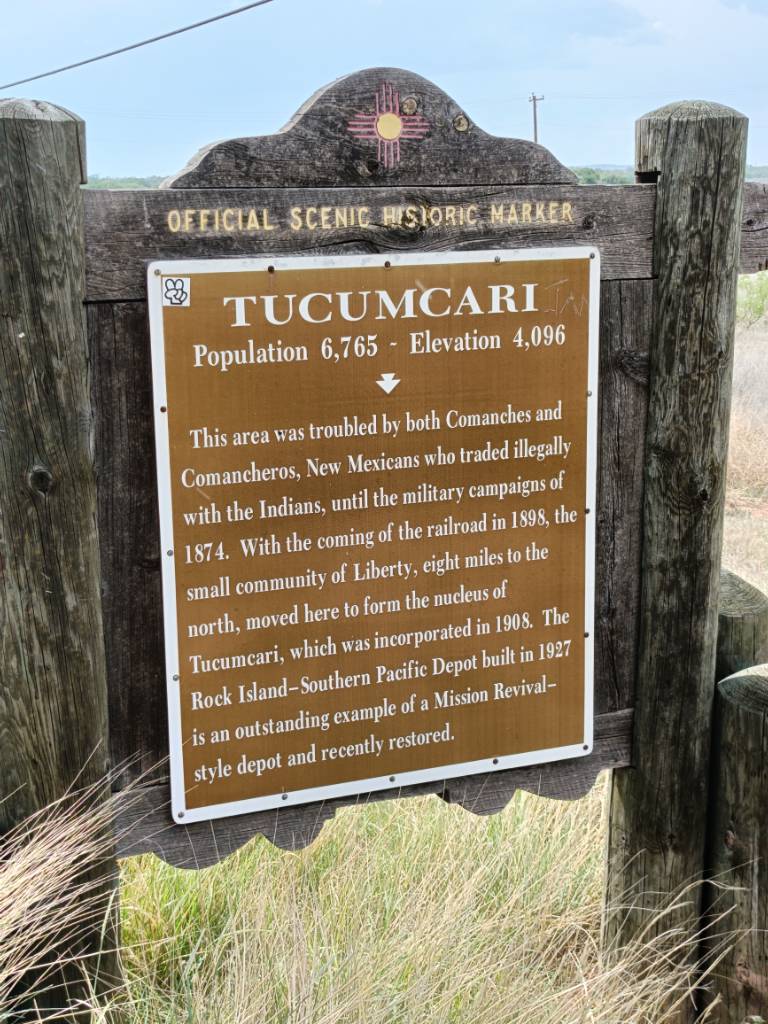 OFFICIAL SCENIC HISTORIC MARKER
TUCUMCARI
Population 6,765 - Elevation 4,096
This area was troubled by both Comanches and
Comancheros, New Mexicans who traded illegally
with the Indians, until the military campaigns of
1874. With the coming of the railroad in 1898, the
small community of Liberty, eight miles to the
north, moved here to form the nucleus of
Tucumcari, which was incorporated in 1908. The
Rock Island–Southern Pacific Depot built in 1927
is an outstanding example of a Mission Revival–
style depot and recently restored.